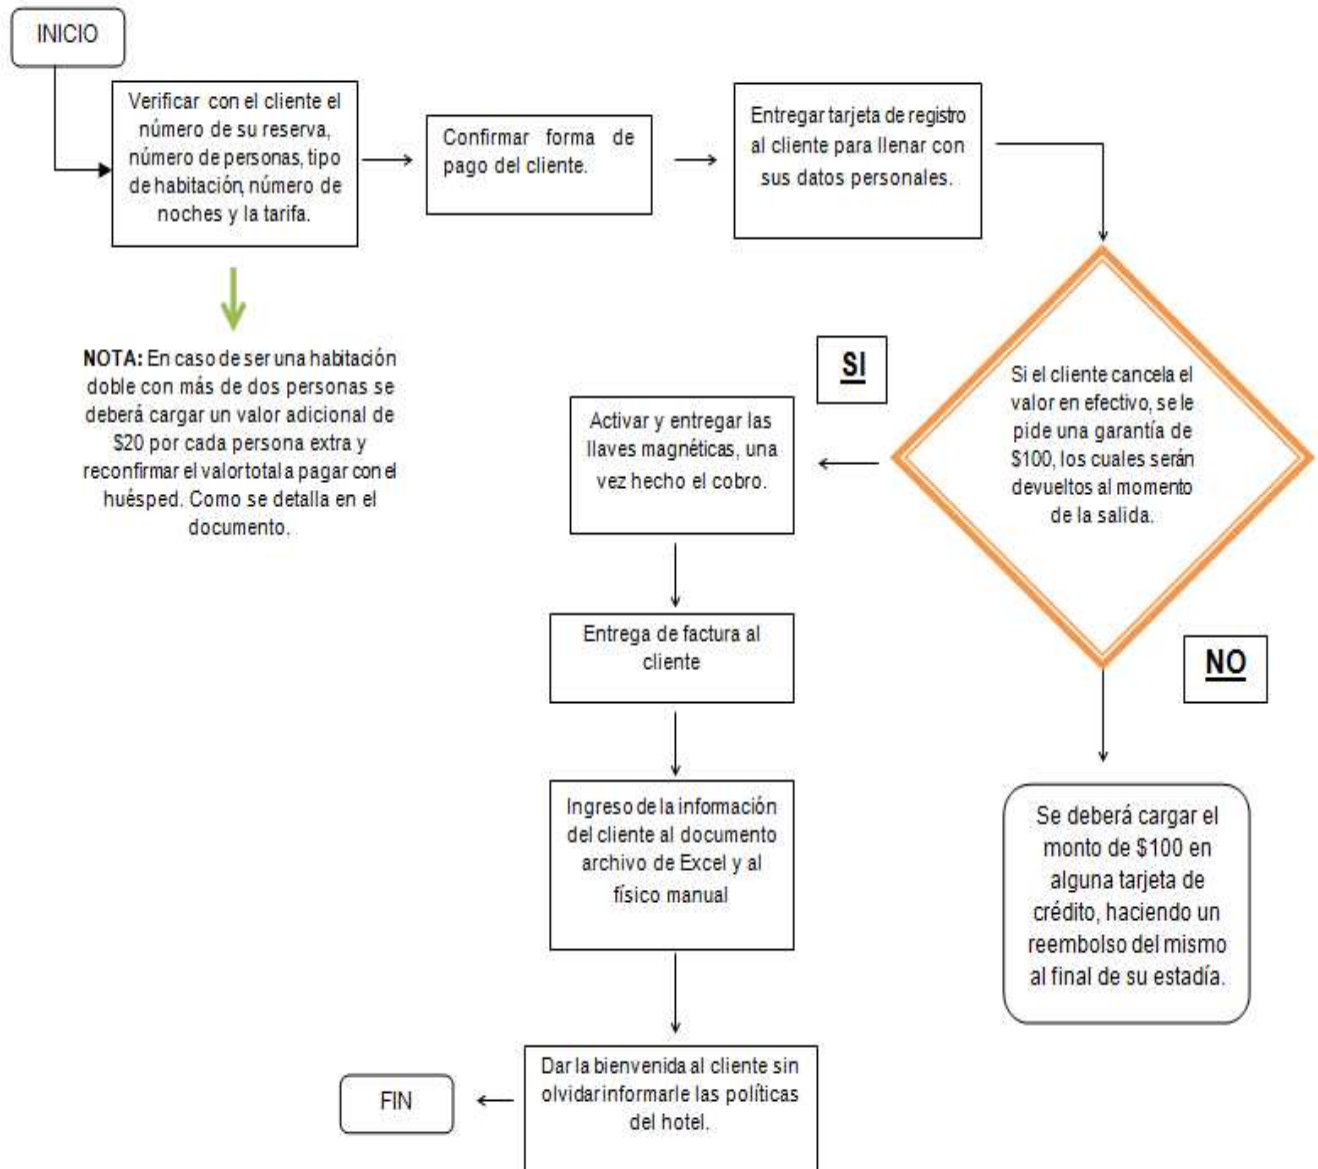 INICIO
Verificar con el cliente el
número de su reserva,
número de personas, tipo
de habitación, número de
noches y la tarifa.
Confirmar forma de
pago del cliente.
Entregar tarjeta de registro
al cliente para llenar con
sus datos personales.
NOTA: En caso de ser una habitación
doble con más de dos personas se
deberá cargar un valor adicional de
$20 por cada persona extra y
reconfirmar el valor total a pagar con el
huésped. Como se detalla en el
documento.
Si el cliente cancela el
valor en efectivo, se le
pide una garantía de
$100, los cuales serán
devueltos al momento
de la salida.
SI
Activar y entregar las
llaves magnéticas, una
vez hecho el cobro.
Entrega de factura al
cliente
Ingreso de la información
del cliente al documento
archivo de Excel y al
físico manual
Dar la bienvenida al cliente sin
olvidar informarle las políticas
del hotel.
FIN
NO
Se deberá cargar el
monto de $100 en
alguna tarjeta de
crédito, haciendo un
reembolso del mismo
al final de su estadía.